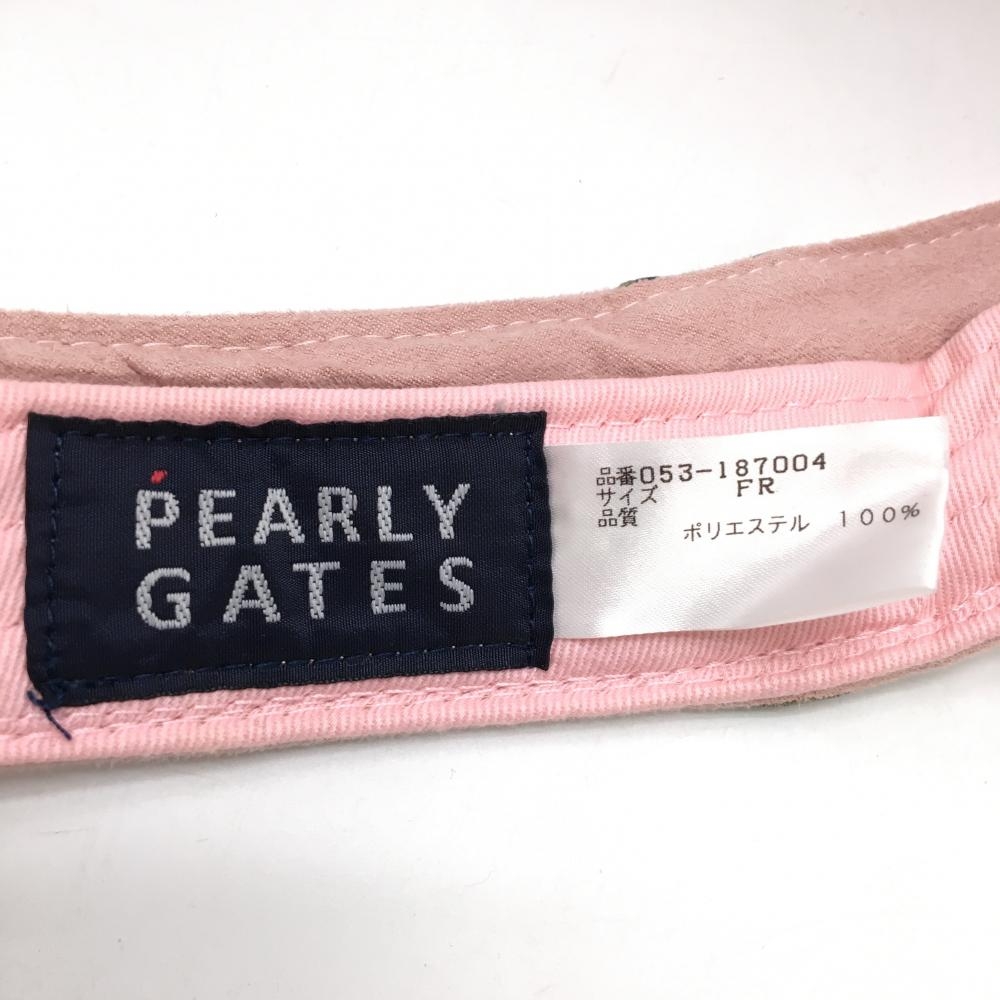 PEARLY
GATES
品番053-187004
サイズ FR
品質
ポリエステル 100%